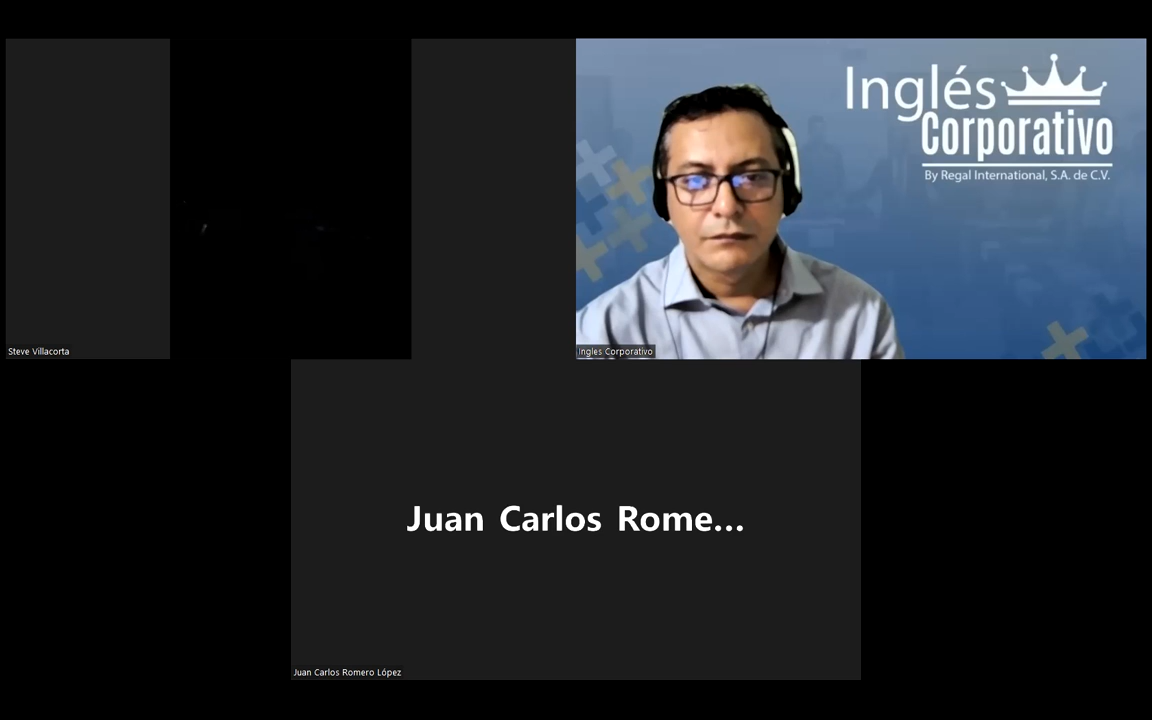 Inglés
Corporativo
By Regal International, S.A. de C.V.
Steve Villacorta
Ingles Corporativo
Juan Carlos Rome...
Juan Carlos Romero López